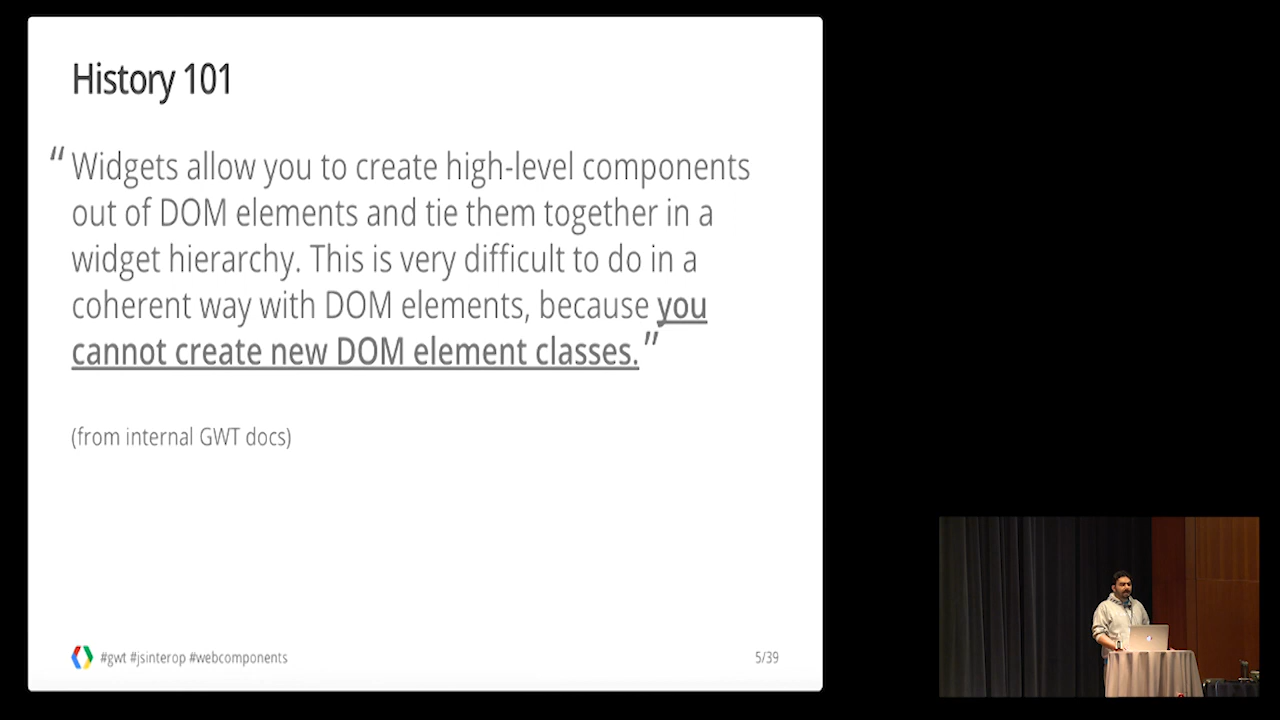 History 101
“Widgets allow you to create high-level components
out of DOM elements and tie them together in a
widget hierarchy. This is very difficult to do in a
coherent way with DOM elements, because you
cannot create new DOM element classes.”
(from internal GWT docs)
#gwt #jsinterop #webcomponents
5/39